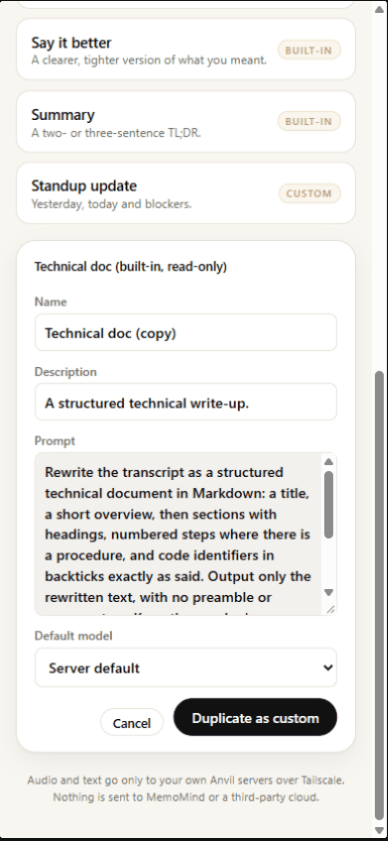 Say it better
BUILT-IN
A clearer, tighter version of what you meant.
Summary
BUILT-IN
A two- or three-sentence TL;DR.
Standup update
CUSTOM
Yesterday, today and blockers.
Technical doc (built-in, read-only)
Name
Technical doc (copy)
Description
A structured technical write-up.
Prompt
Rewrite the transcript as a structured
technical document in Markdown: a title,
a short overview, then sections with
headings, numbered steps where there is
a procedure, and code identifiers in
backticks exactly as said. Output only the
rewritten text, with no preamble or
Default model
Server default
Cancel
Duplicate as custom
Audio and text go only to your own Anvil servers over Tailscale.
Nothing is sent to MemoMind or a third-party cloud.